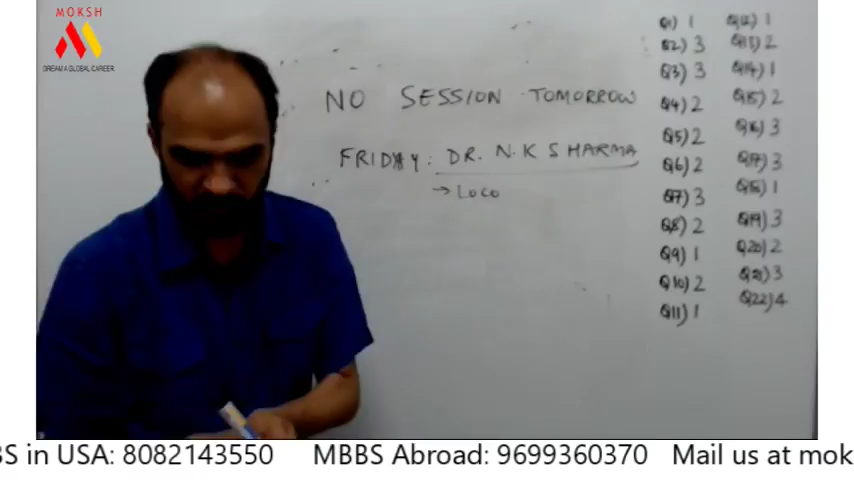 MOKSH
DREAM A GLOBAL CAREER
NO SESSION TOMORROW
FRIDAY: DR. N.K SHARMA
→ LOCO
Q1) 1
Q2) 3
Q3) 3
Q4) 2
Q5) 2
Q6) 2
Q7) 3
Q8) 2
Q9) 1
Q10) 2
Q11) 1
Q12) 1
Q13) 2
Q14) 1
Q15) 2
Q16) 3
Q17) 3
Q18) 1
Q19) 3
Q20) 2
Q21) 3
Q22) 4
BS in USA: 8082143550 MBBS Abroad: 9699360370 Mail us at mok